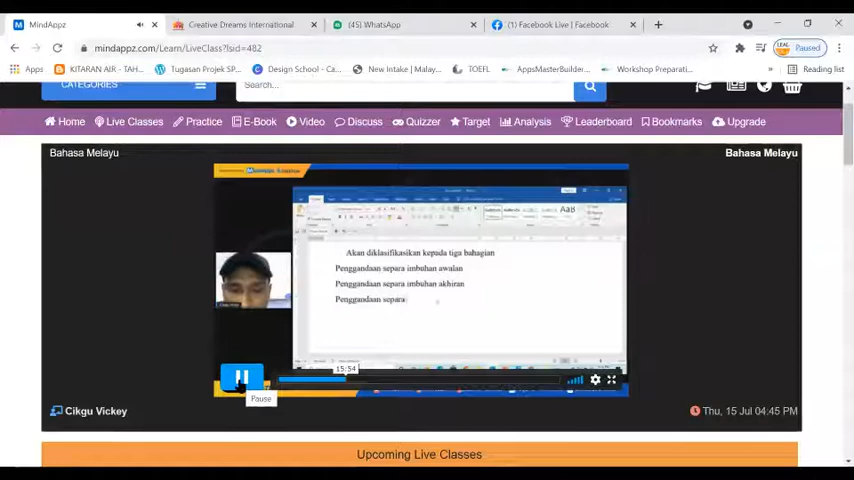 MindAppz
Creative Dreams International
(45) WhatsApp
(1) Facebook Live | Facebook
mindappz.com/Learn/LiveClass?lsid=482
Paused
Apps
KITARAN AIR - TAH...
Tugasan Projek SP...
Design School - Ca...
New Intake | Malay...
TOEFL
AppsMasterBuilder...
Workshop Preparati...
Reading list
CATEGORIES
Search...
Home
Live Classes
Practice
E-Book
Video
Discuss
Quizzer
Target
Analysis
Leaderboard
Bookmarks
Upgrade
Bahasa Melayu
Bahasa Melayu
Akan diklasifikasikan kepada tiga bahagian
Penggandaan separa imbuhan awalan
Penggandaan separa imbuhan akhiran
Penggandaan separa
15:54
Pause
Cikgu Vickey
Thu, 15 Jul 04:45 PM
Upcoming Live Classes